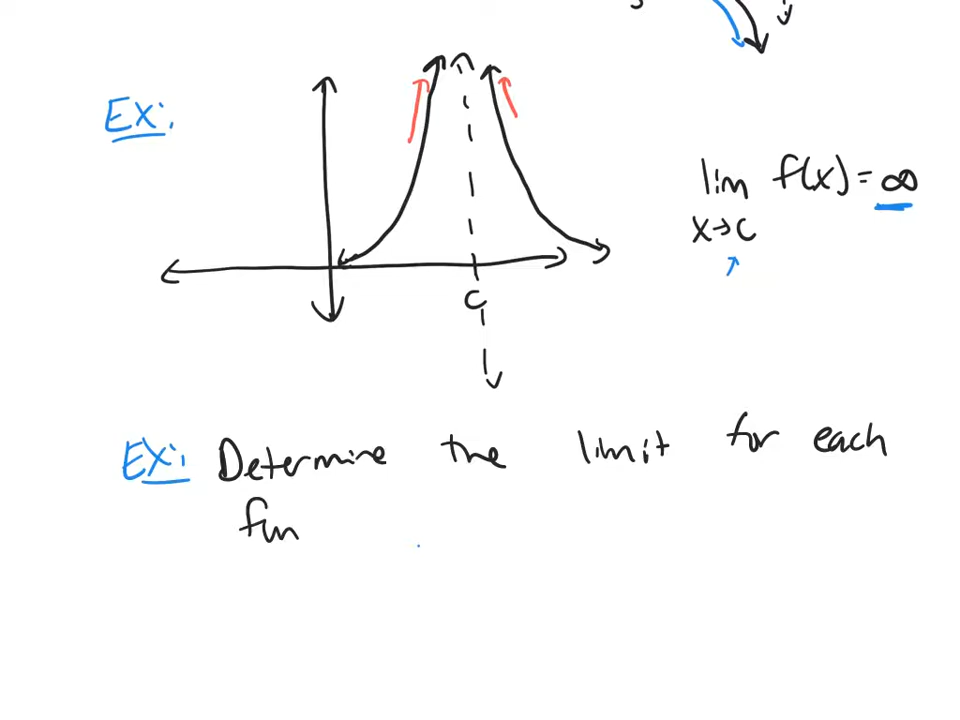 Ex:
lim f(x) = ∞
x→c
c
Ex: Determine the limit for each
fun